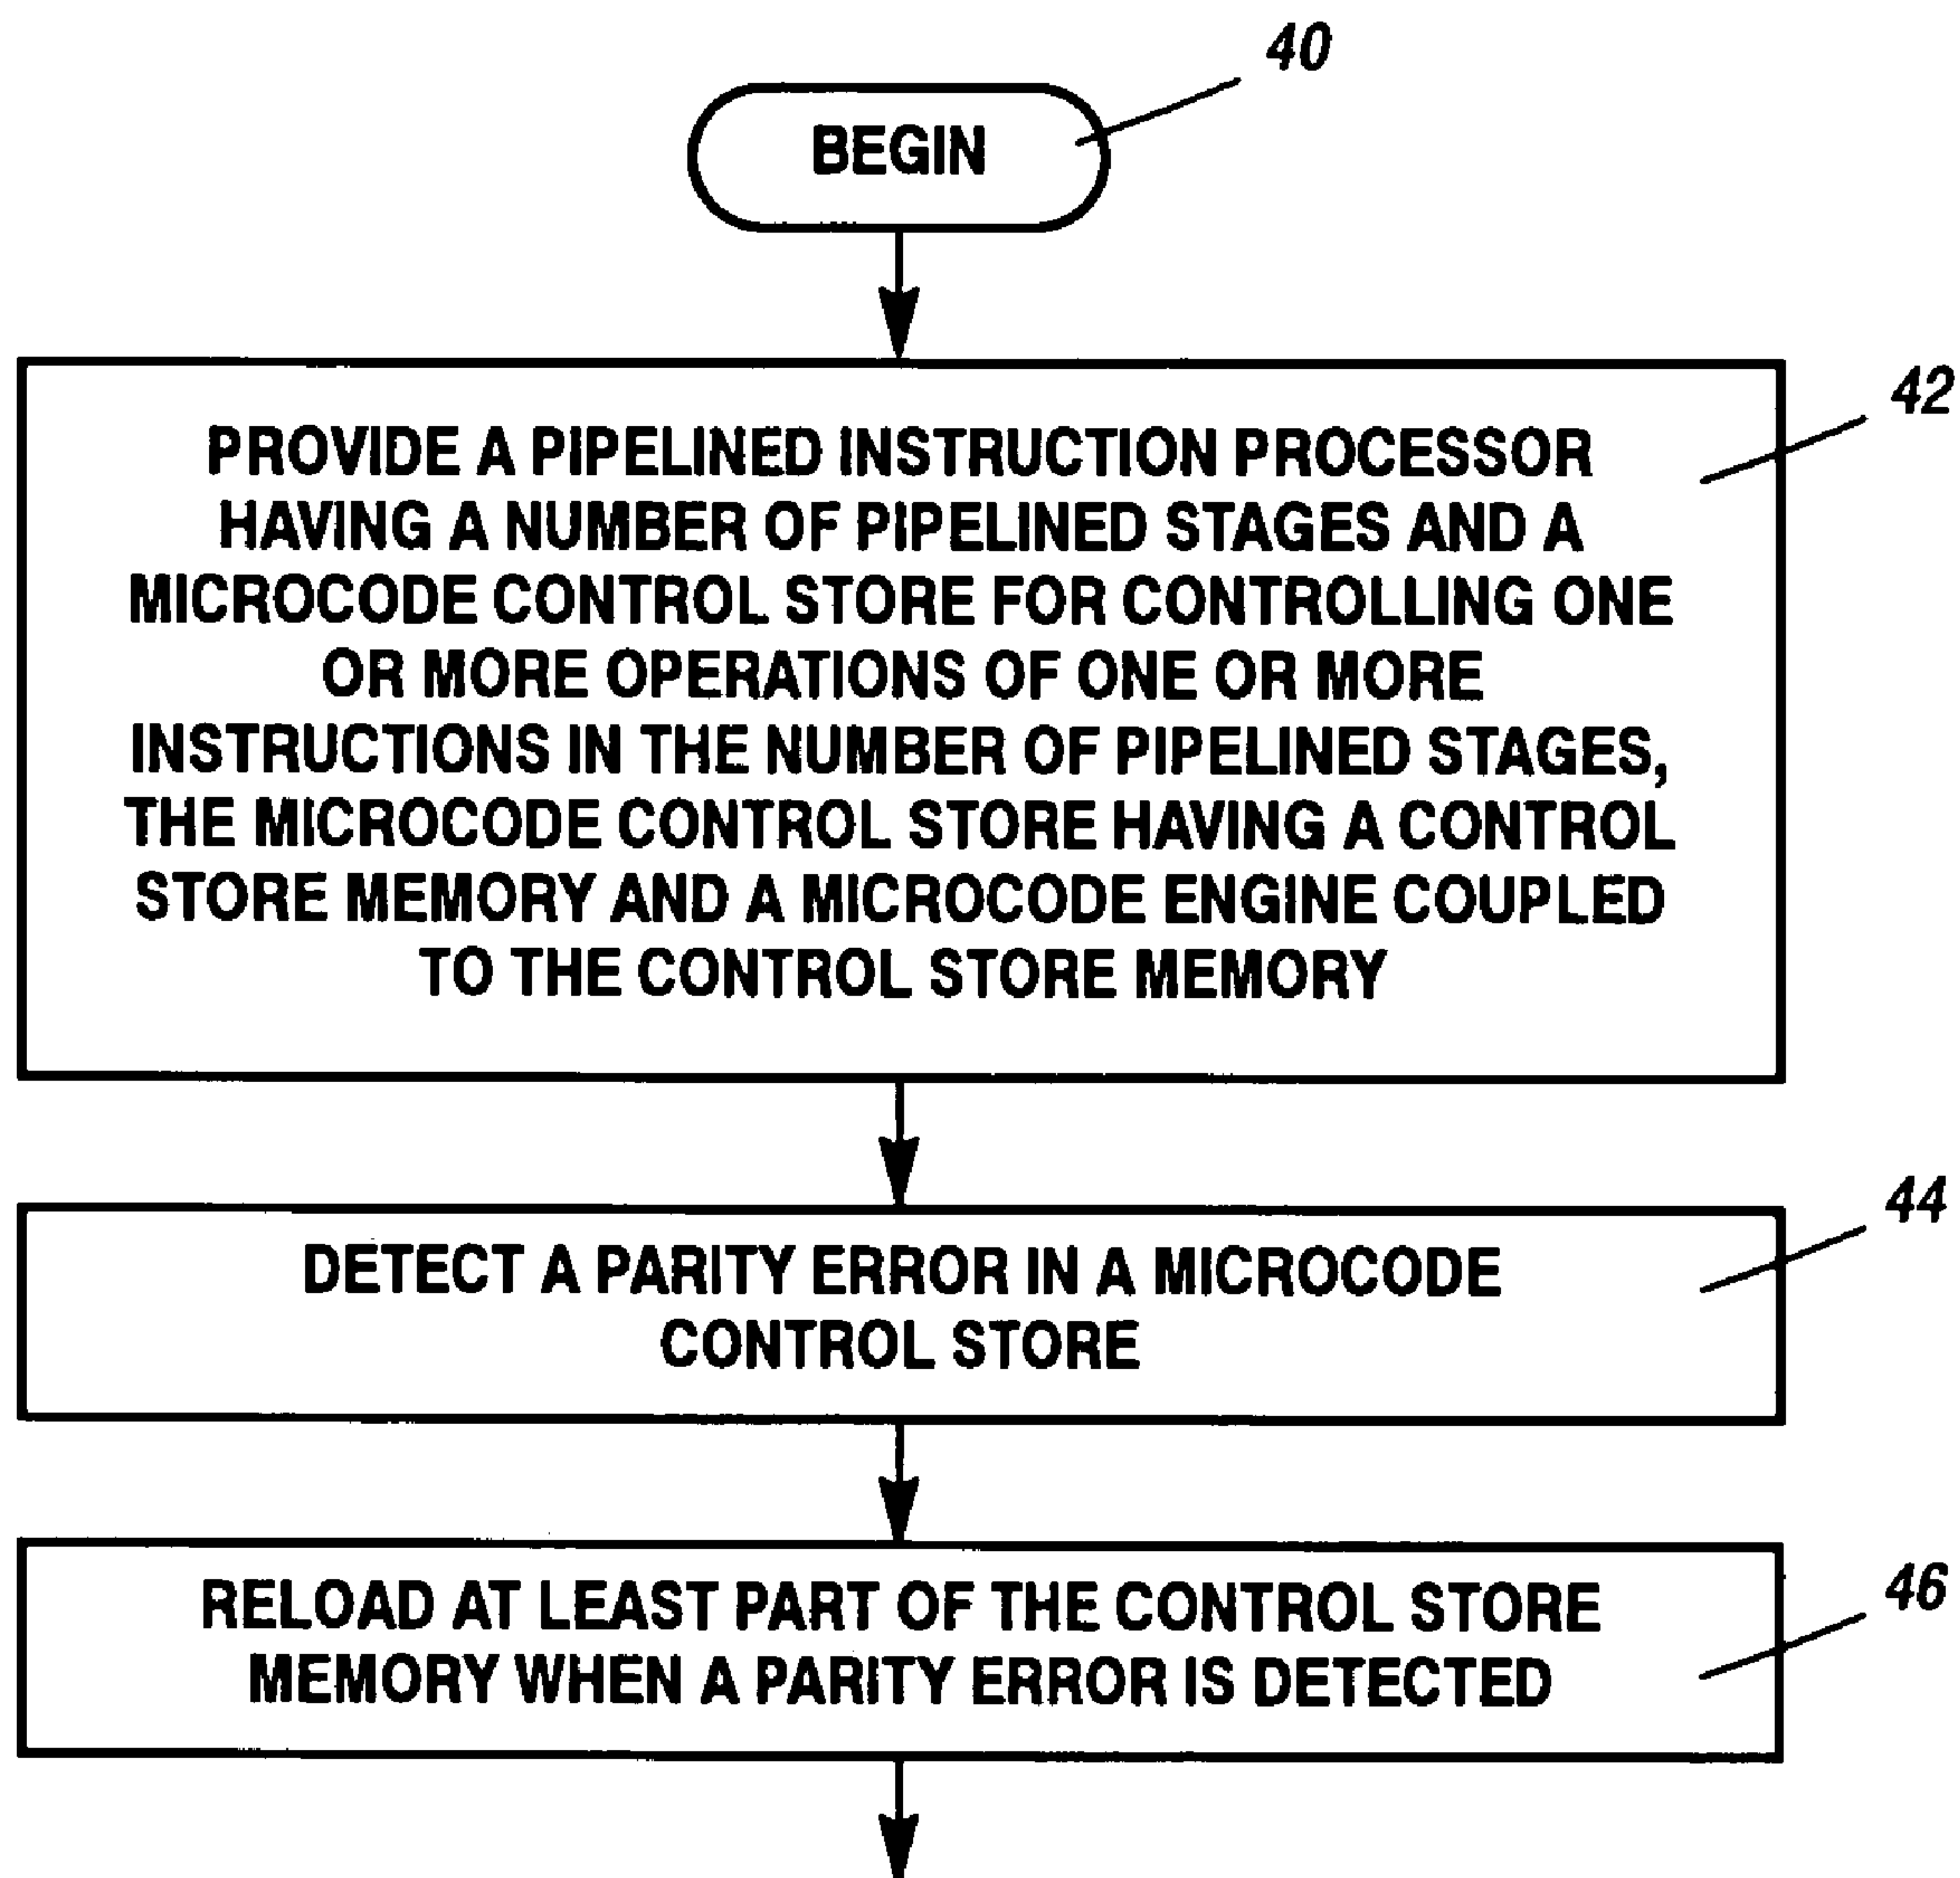 40
BEGIN
42
PROVIDE A PIPELINED INSTRUCTION PROCESSOR
HAVING A NUMBER OF PIPELINED STAGES AND A
MICROCODE CONTROL STORE FOR CONTROLLING ONE
OR MORE OPERATIONS OF ONE OR MORE
INSTRUCTIONS IN THE NUMBER OF PIPELINED STAGES,
THE MICROCODE CONTROL STORE HAVING A CONTROL
STORE MEMORY AND A MICROCODE ENGINE COUPLED
TO THE CONTROL STORE MEMORY
44
DETECT A PARITY ERROR IN A MICROCODE
CONTROL STORE
46
RELOAD AT LEAST PART OF THE CONTROL STORE
MEMORY WHEN A PARITY ERROR IS DETECTED